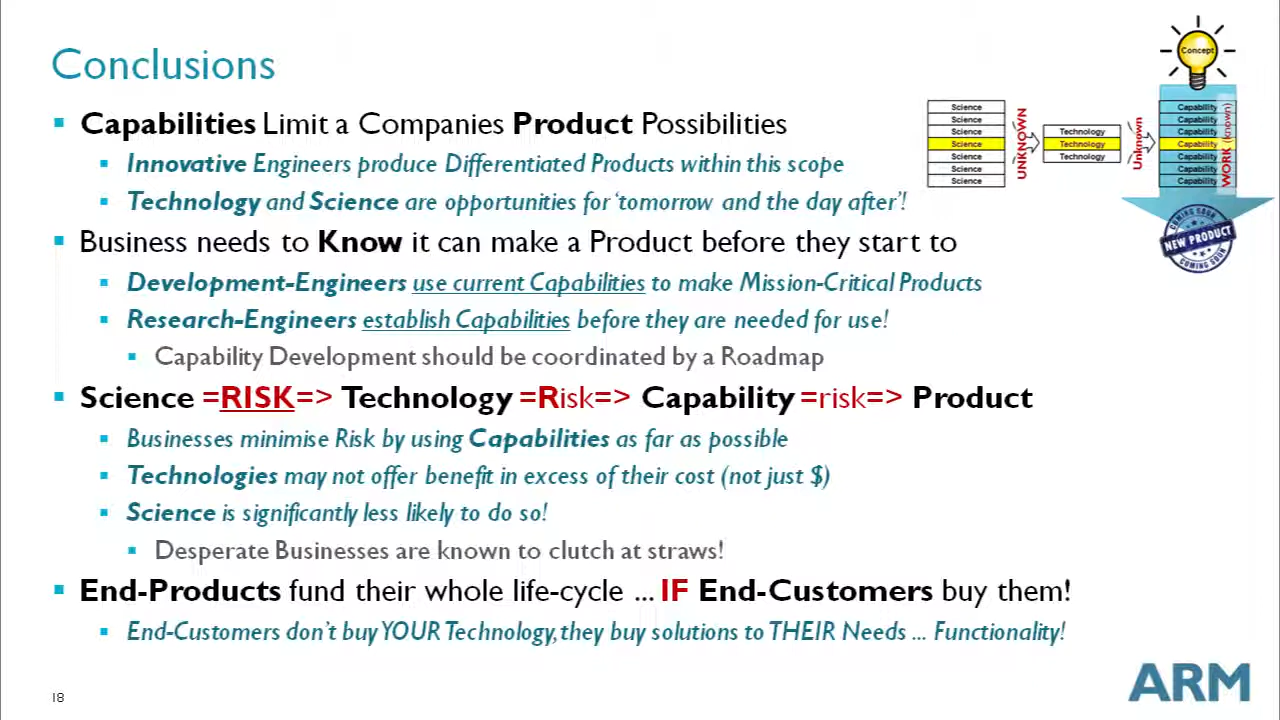 Conclusions
Capabilities Limit a Companies Product Possibilities
Innovative Engineers produce Differentiated Products within this scope
Technology and Science are opportunities for ‘tomorrow and the day after’!
Business needs to Know it can make a Product before they start to
Development-Engineers use current Capabilities to make Mission-Critical Products
Research-Engineers establish Capabilities before they are needed for use!
Capability Development should be coordinated by a Roadmap
Science =RISK=> Technology =Risk=> Capability =risk=> Product
Businesses minimise Risk by using Capabilities as far as possible
Technologies may not offer benefit in excess of their cost (not just $)
Science is significantly less likely to do so!
Desperate Businesses are known to clutch at straws!
End-Products fund their whole life-cycle ... IF End-Customers buy them!
End-Customers don’t buy YOUR Technology, they buy solutions to THEIR Needs ... Functionality!
18
ARM
Concept
Science
Science
Science
Science
Science
Science
Science
UNKNOWN
Technology
Technology
Technology
Unknown
Capability
Capability
Capability
Capability
Capability
Capability
Capability
WORK (known)
COMING SOON
NEW PRODUCT
COMING SOON